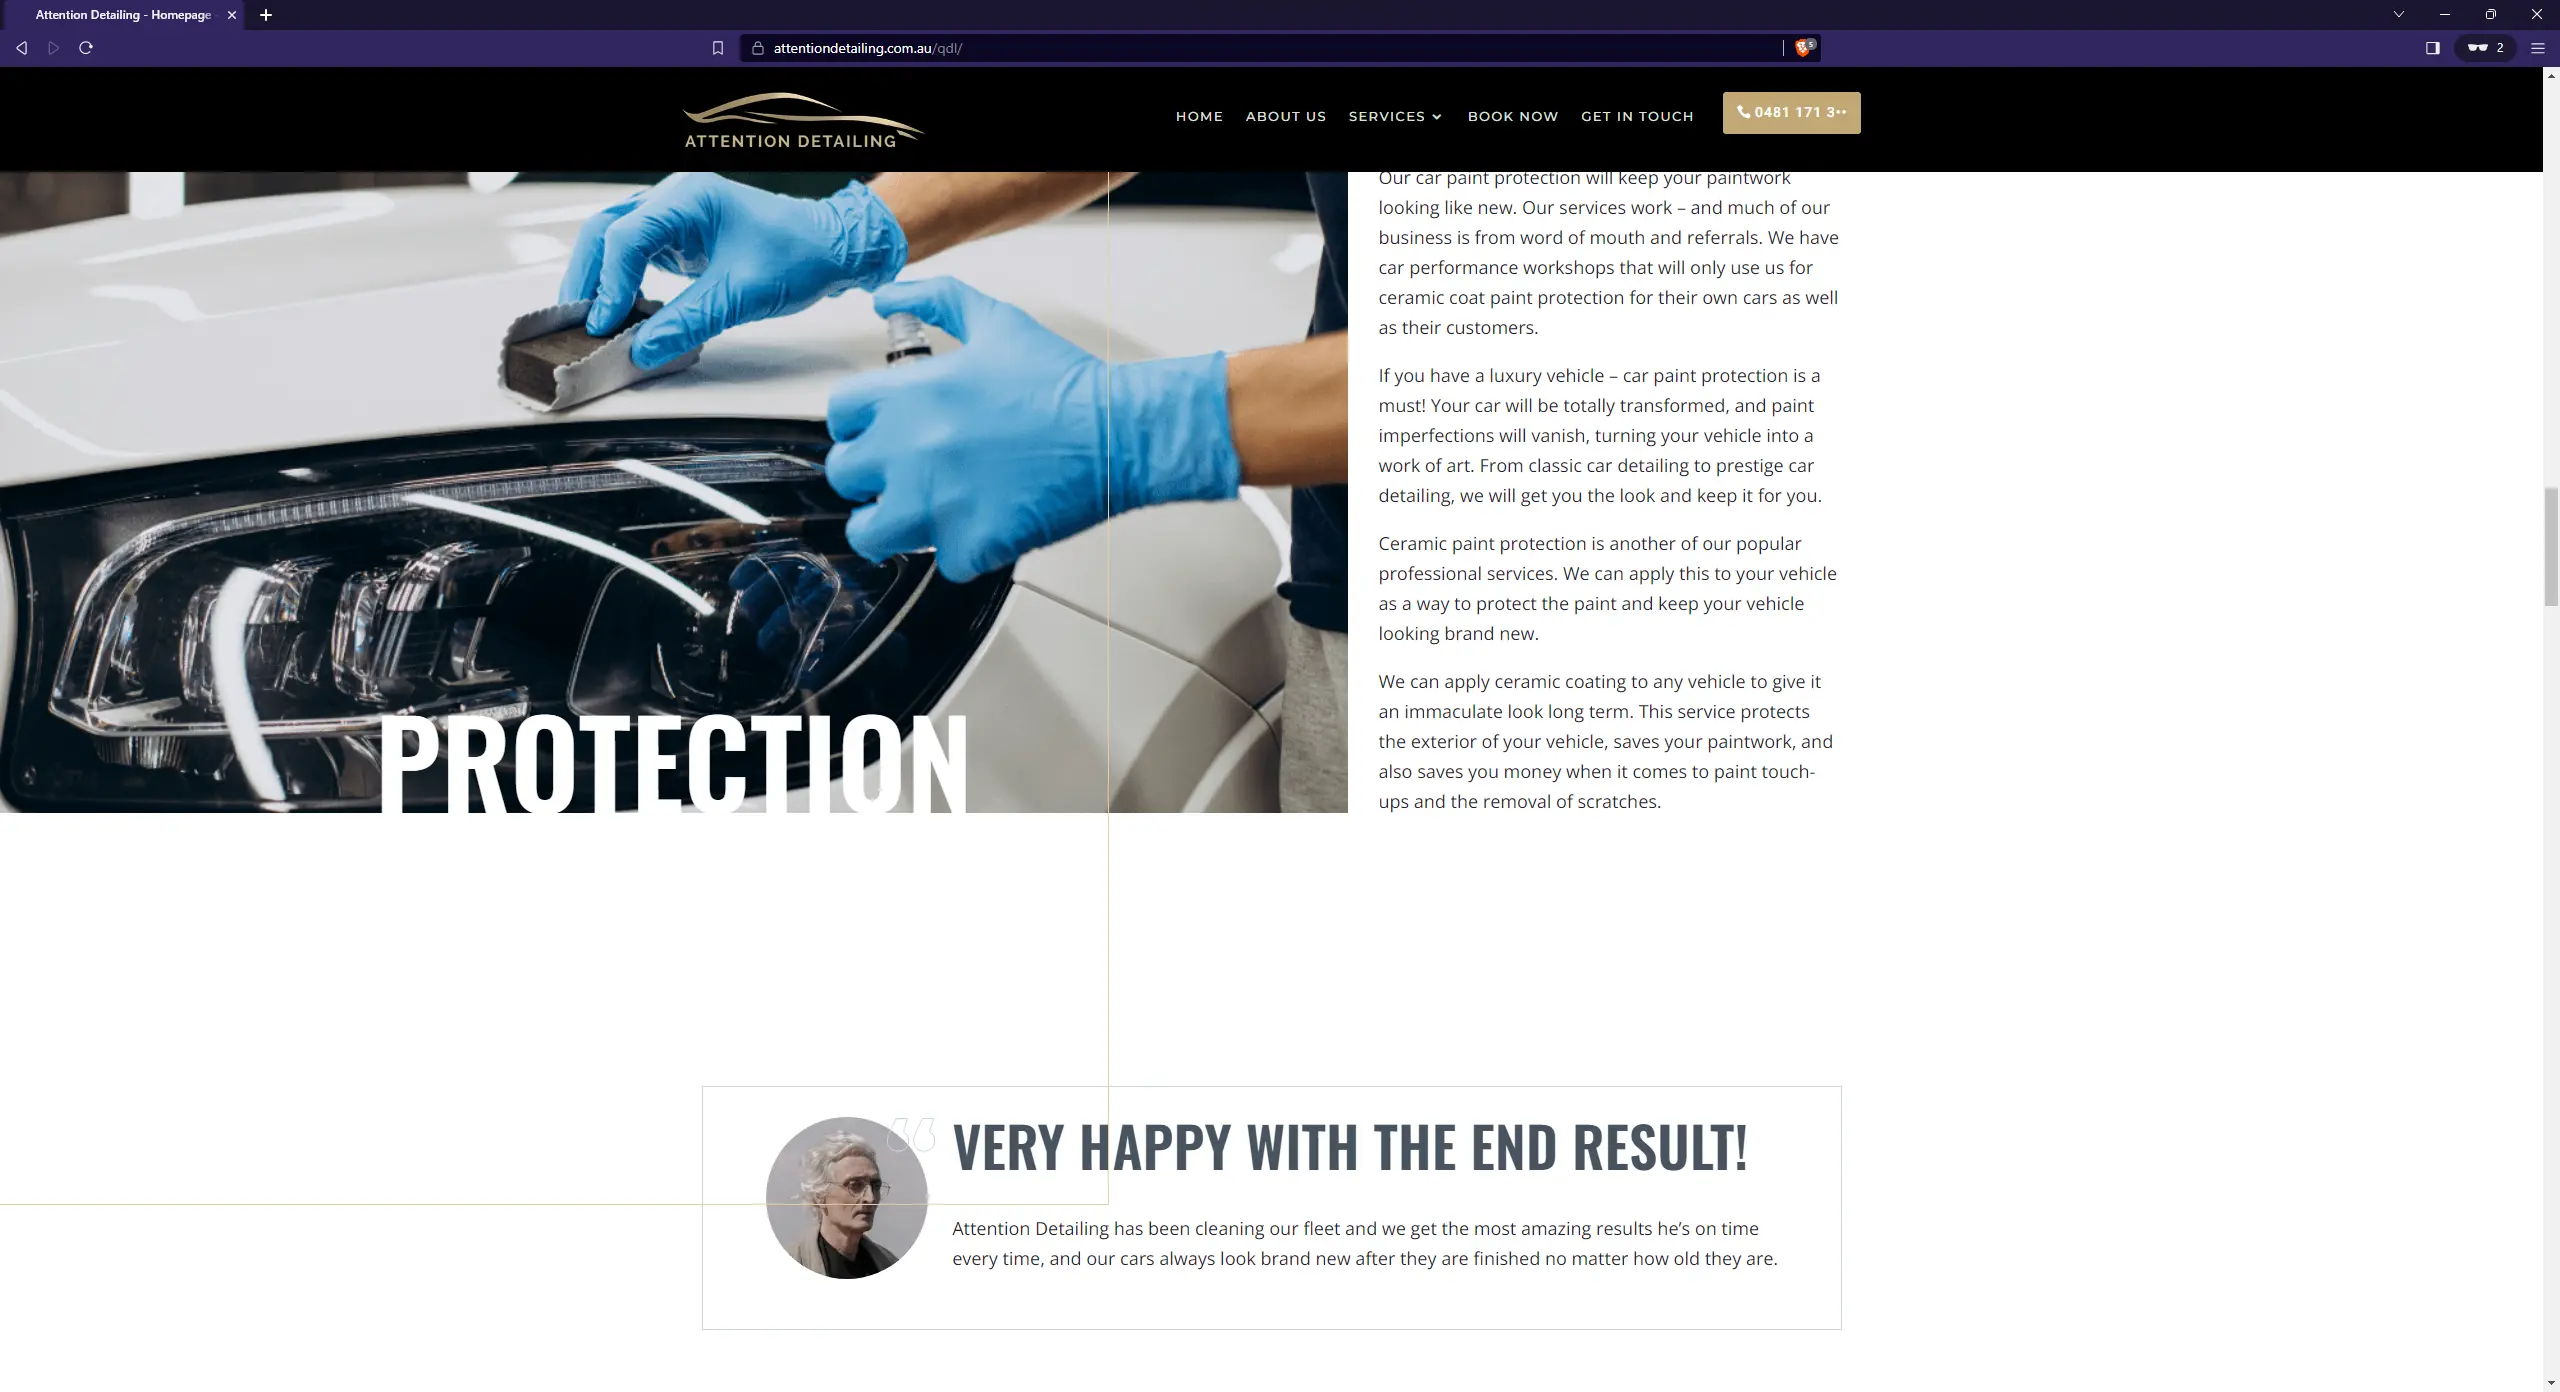 Attention Detailing - Homepage
attentiondetailing.com.au/qdl/
5
2
ATTENTION DETAILING
HOME
ABOUT US
SERVICES
BOOK NOW
GET IN TOUCH
0481 171 3••
Our car paint protection will keep your paintwork
looking like new. Our services work – and much of our
business is from word of mouth and referrals. We have
car performance workshops that will only use us for
ceramic coat paint protection for their own cars as well
as their customers.
If you have a luxury vehicle – car paint protection is a
must! Your car will be totally transformed, and paint
imperfections will vanish, turning your vehicle into a
work of art. From classic car detailing to prestige car
detailing, we will get you the look and keep it for you.
Ceramic paint protection is another of our popular
professional services. We can apply this to your vehicle
as a way to protect the paint and keep your vehicle
looking brand new.
We can apply ceramic coating to any vehicle to give it
an immaculate look long term. This service protects
the exterior of your vehicle, saves your paintwork, and
also saves you money when it comes to paint touch-
ups and the removal of scratches.
PROTECTION
VERY HAPPY WITH THE END RESULT!
Attention Detailing has been cleaning our fleet and we get the most amazing results he’s on time
every time, and our cars always look brand new after they are finished no matter how old they are.